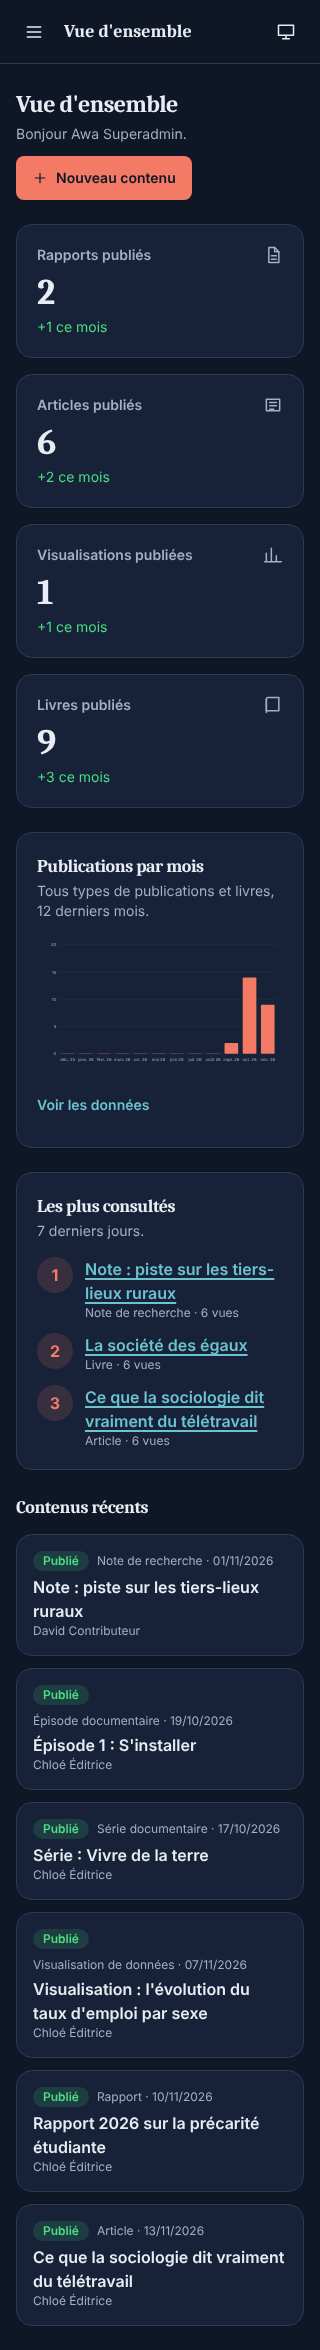 Vue d'ensemble
Vue d'ensemble
Bonjour Awa Superadmin.
+ Nouveau contenu
Rapports publiés
2
+1 ce mois
Articles publiés
6
+2 ce mois
Visualisations publiées
1
+1 ce mois
Livres publiés
9
+3 ce mois
Publications par mois
Tous types de publications et livres,
12 derniers mois.
Voir les données
Les plus consultés
7 derniers jours.
1
Note : piste sur les tiers-
lieux ruraux
Note de recherche · 6 vues
2
La société des égaux
Livre · 6 vues
3
Ce que la sociologie dit
vraiment du télétravail
Article · 6 vues
Contenus récents
Publié Note de recherche · 01/11/2026
Note : piste sur les tiers-lieux
ruraux
David Contributeur
Publié
Épisode documentaire · 19/10/2026
Épisode 1 : S'installer
Chloé Éditrice
Publié Série documentaire · 17/10/2026
Série : Vivre de la terre
Chloé Éditrice
Publié
Visualisation de données · 07/11/2026
Visualisation : l'évolution du
taux d'emploi par sexe
Chloé Éditrice
Publié Rapport · 10/11/2026
Rapport 2026 sur la précarité
étudiante
Chloé Éditrice
Publié Article · 13/11/2026
Ce que la sociologie dit vraiment
du télétravail
Chloé Éditrice